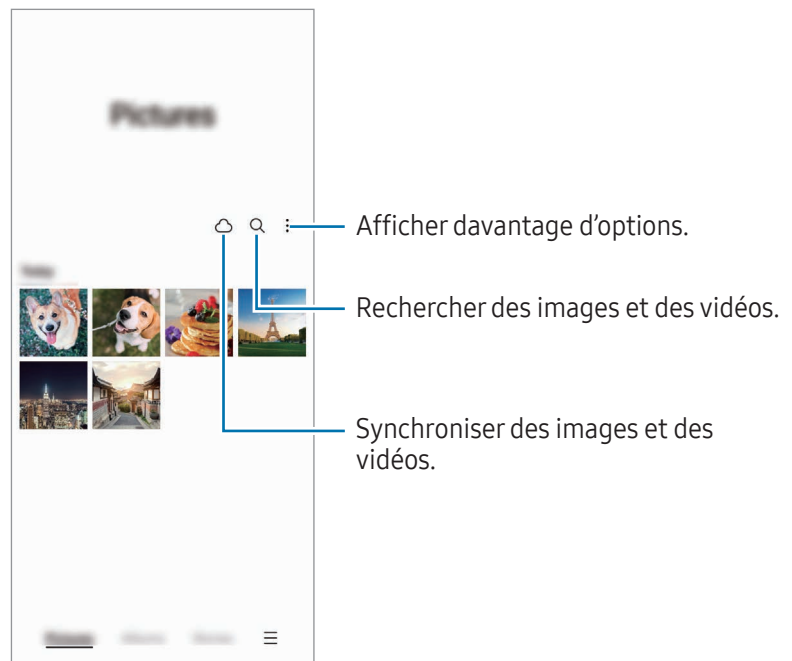 Pictures
Afficher davantage d'options.
Rechercher des images et des vidéos.
Synchroniser des images et des
vidéos.